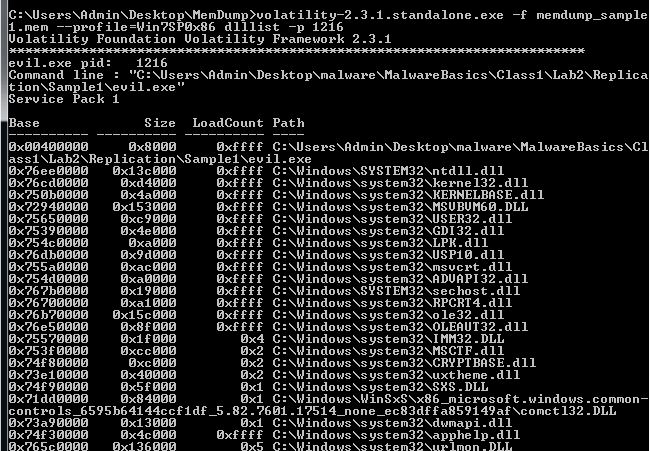 C:\Users\Admin\Desktop\MemDump>volatility-2.3.1.standalone.exe -f memdump_sample
1.mem --profile=Win7SP0x86 dlllist -p 1216
Volatility Foundation Volatility Framework 2.3.1
************************************************************************
evil.exe pid:   1216
Command line : "C:\Users\Admin\Desktop\malware\MalwareBasics\Class1\Lab2\Replica
tion\Sample1\evil.exe"
Service Pack 1

Base             Size  LoadCount Path
---------- ---------- ---------- ----
0x00400000     0x8000     0xffff C:\Users\Admin\Desktop\malware\MalwareBasics\Cl
ass1\Lab2\Replication\Sample1\evil.exe
0x76ee0000   0x13c000     0xffff C:\Windows\SYSTEM32\ntdll.dll
0x76cd0000    0xd4000     0xffff C:\Windows\system32\kernel32.dll
0x750b0000    0x4a000     0xffff C:\Windows\system32\KERNELBASE.dll
0x72940000   0x153000     0xffff C:\Windows\system32\MSVBVM60.DLL
0x75650000    0xc9000     0xffff C:\Windows\system32\USER32.dll
0x75390000    0x4e000     0xffff C:\Windows\system32\GDI32.dll
0x754c0000     0xa000     0xffff C:\Windows\system32\LPK.dll
0x76db0000    0x9d000     0xffff C:\Windows\system32\USP10.dll
0x755a0000    0xac000     0xffff C:\Windows\system32\msvcrt.dll
0x754d0000    0xa0000     0xffff C:\Windows\system32\ADVAPI32.dll
0x767b0000    0x19000     0xffff C:\Windows\SYSTEM32\sechost.dll
0x76700000    0xa1000     0xffff C:\Windows\system32\RPCRT4.dll
0x76b70000   0x15c000     0xffff C:\Windows\system32\ole32.dll
0x76e50000    0x8f000     0xffff C:\Windows\system32\OLEAUT32.dll
0x75570000    0x1f000        0x4 C:\Windows\system32\IMM32.DLL
0x753f0000    0xcc000        0x2 C:\Windows\system32\MSCTF.dll
0x74f80000     0xc000        0x2 C:\Windows\system32\CRYPTBASE.dll
0x73e10000    0x40000        0x2 C:\Windows\system32\uxtheme.dll
0x74f90000    0x5f000        0x1 C:\Windows\system32\SXS.DLL
0x71dd0000    0x84000        0x1 C:\Windows\WinSxS\x86_microsoft.windows.common-
controls_6595b64144ccf1df_5.82.7601.17514_none_ec83dffa859149af\comctl32.DLL
0x73a90000    0x13000        0x1 C:\Windows\system32\dwmapi.dll
0x74f30000    0x4c000     0xffff C:\Windows\system32\apphelp.dll
0x765c0000   0x136000        0x5 C:\Windows\system32\urlmon.DLL